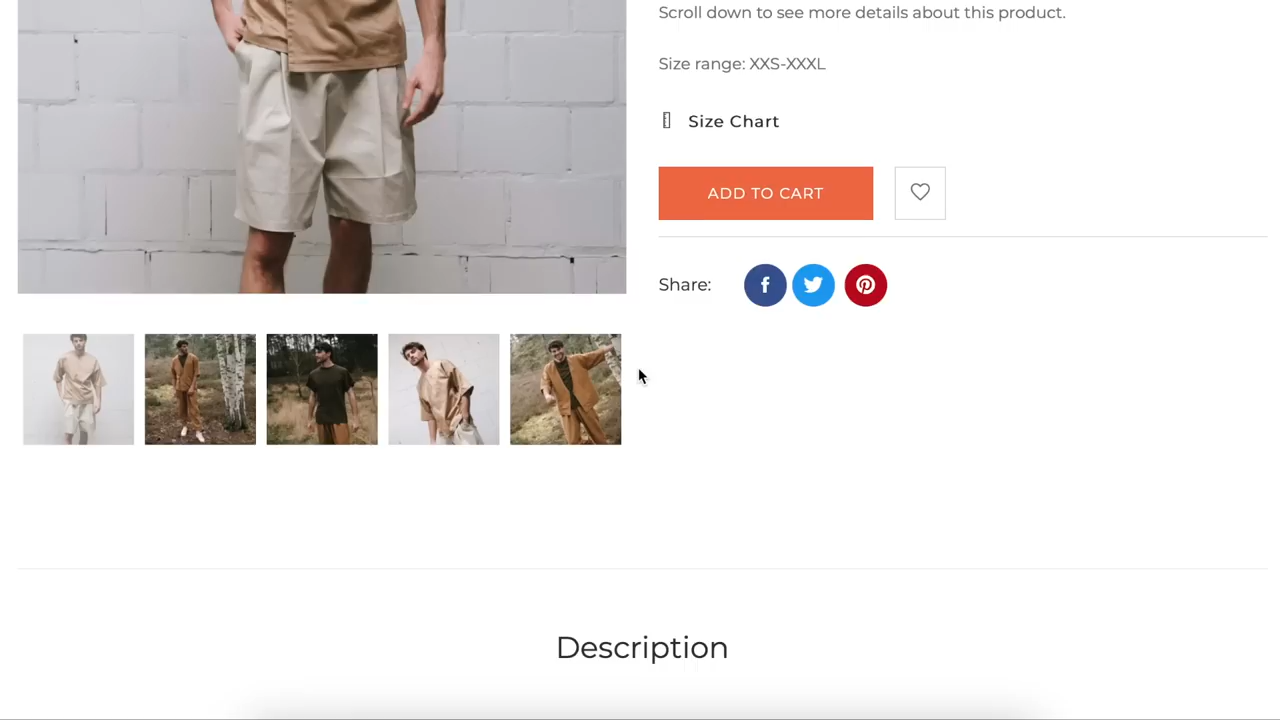 Scroll down to see more details about this product.
Size range: XXS-XXXL
Size Chart
ADD TO CART
Share:
Description